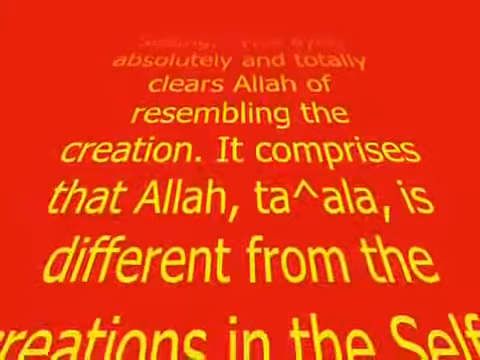 absolutely and totally
clears Allah of
resembling the
creation. It comprises
that Allah, ta^ala, is
different from the
creations in the Self